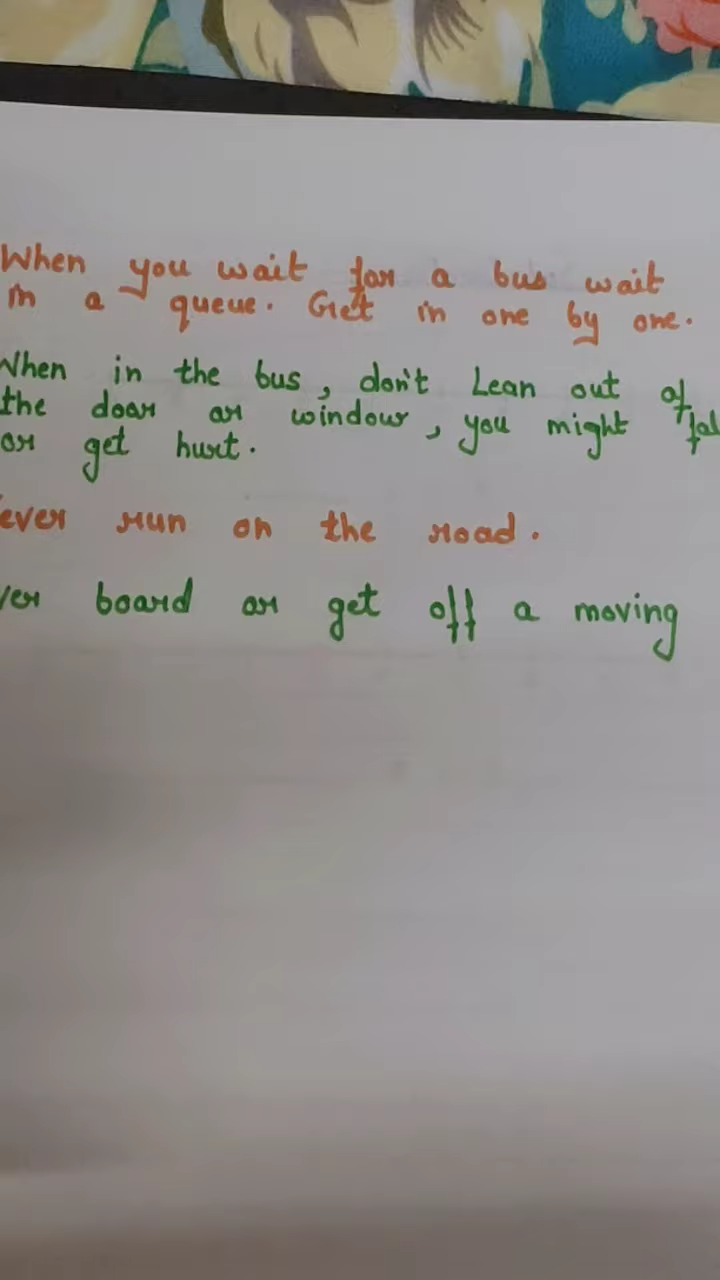 When you wait for a bus wait
in a queue. Get in one by one.
When in the bus, don't Lean out of
the door or window, you might fal
or get hurt.
ever run on the road.
ver board or get off a moving